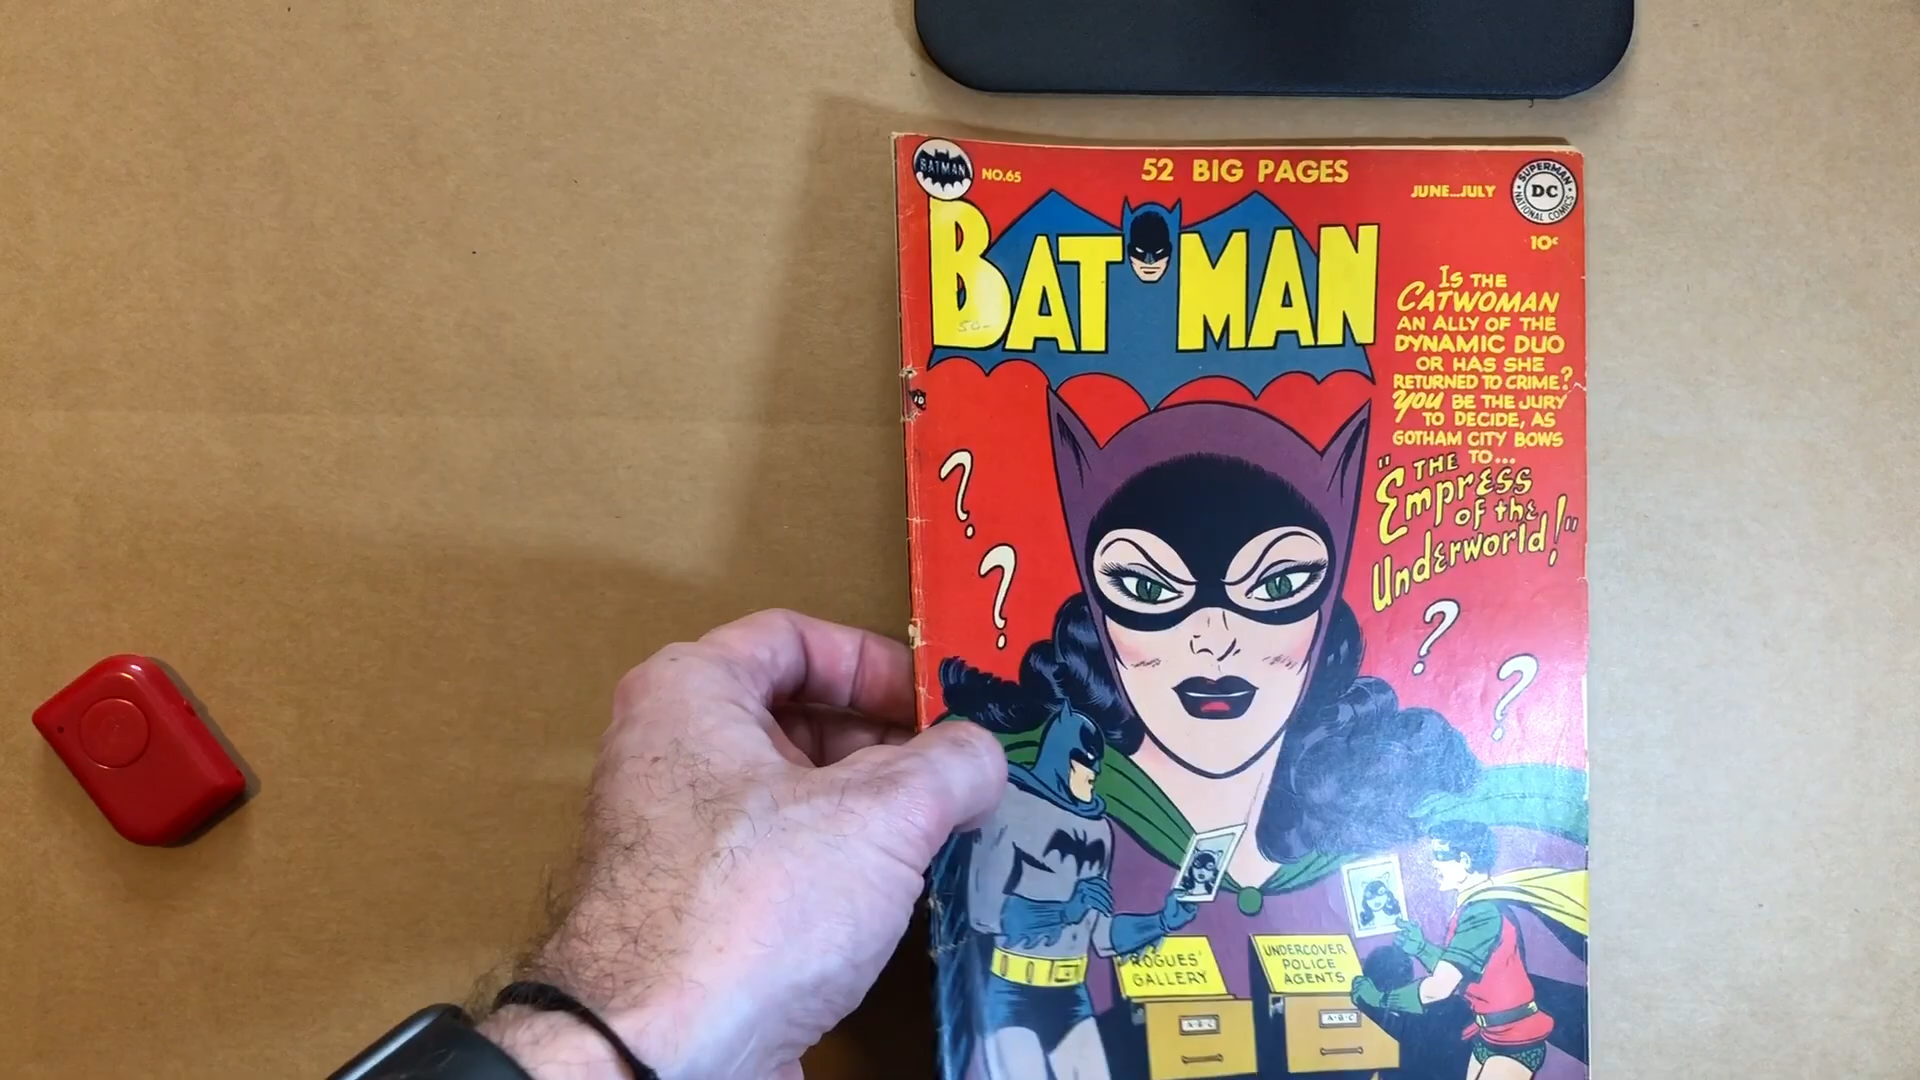 BATMAN
NO.65
52 BIG PAGES
JUNE...JULY
SUPERMAN
DC
NATIONAL COMICS
10¢
BATMAN
50-
IS THE
CATWOMAN
AN ALLY OF THE
DYNAMIC DUO
OR HAS SHE
RETURNED TO CRIME?
YOU BE THE JURY
TO DECIDE, AS
GOTHAM CITY BOWS
TO...
"THE
Empress
of the
Underworld!"
?
?
?
?
ROGUES'
GALLERY
UNDERCOVER
POLICE
AGENTS
A-B-C
A-B-C